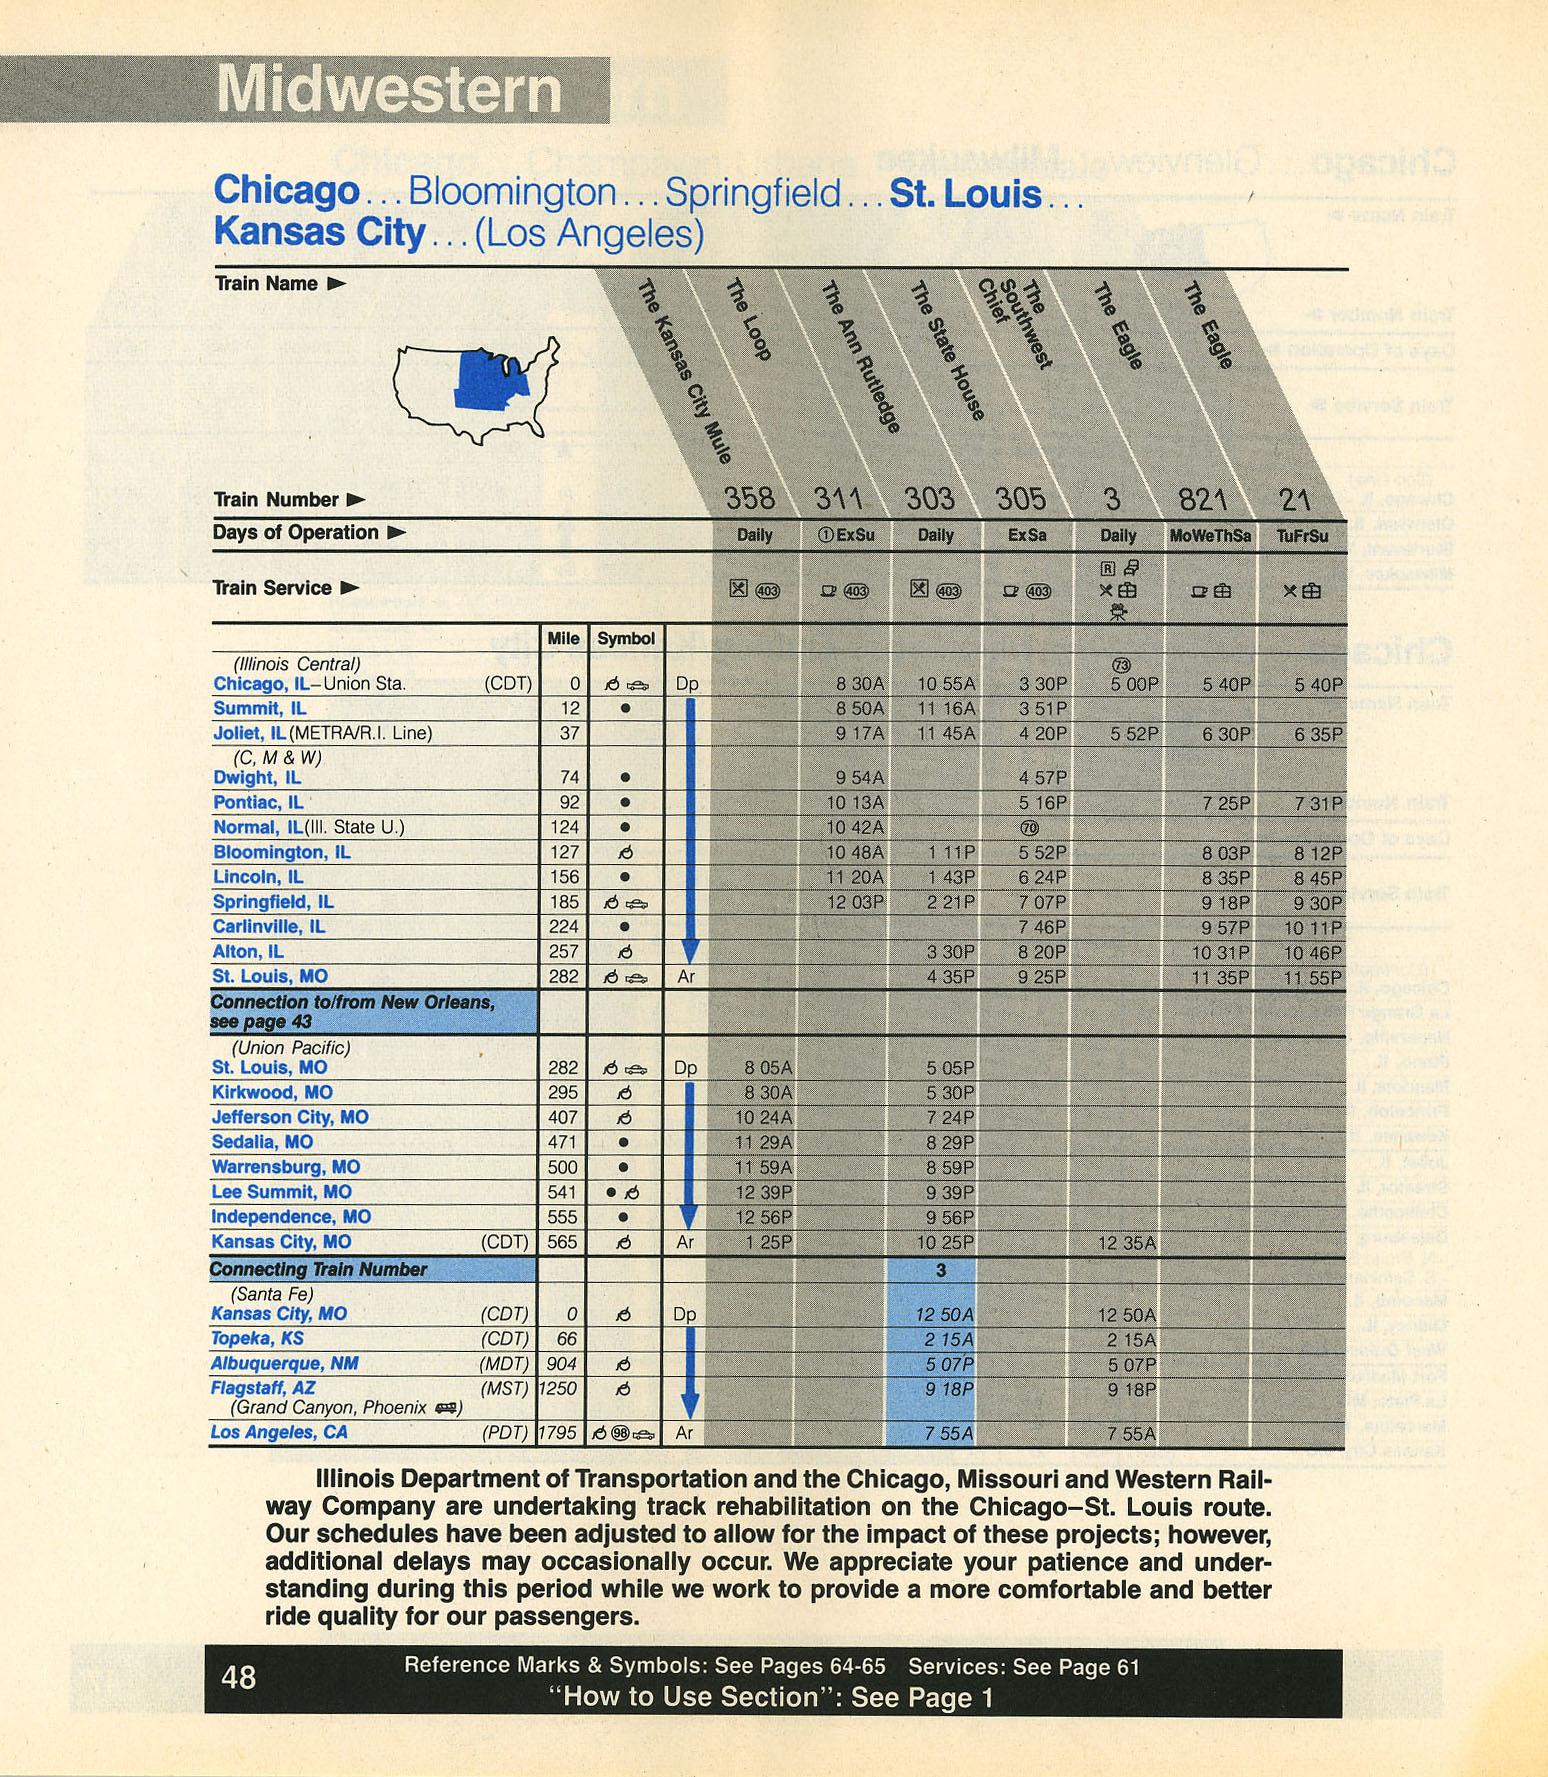 Midwestern
Chicago...Bloomington...Springfield...St. Louis...
Kansas City...(Los Angeles)
Train Name ►
The Kansas City Mule
The Loop
The Ann Rutledge
The State House
The Southwest Chief
The Eagle
The Eagle
Train Number ► 358 311 303 305 3 821 21
Days of Operation ► Daily ①ExSu Daily ExSa Daily MoWeThSa TuFrSu
Train Service ► 403 403 403 403 R
Mile Symbol
(Illinois Central) 73
Chicago, IL–Union Sta. (CDT) 0 Dp 8 30A 10 55A 3 30P 5 00P 5 40P 5 40P
Summit, IL 12 ● 8 50A 11 16A 3 51P
Joliet, IL (METRA/R.I. Line) 37 9 17A 11 45A 4 20P 5 52P 6 30P 6 35P
(C, M & W)
Dwight, IL 74 ● 9 54A 4 57P
Pontiac, IL 92 ● 10 13A 5 16P 7 25P 7 31P
Normal, IL (Ill. State U.) 124 ● 10 42A 70
Bloomington, IL 127 10 48A 1 11P 5 52P 8 03P 8 12P
Lincoln, IL 156 ● 11 20A 1 43P 6 24P 8 35P 8 45P
Springfield, IL 185 12 03P 2 21P 7 07P 9 18P 9 30P
Carlinville, IL 224 ● 7 46P 9 57P 10 11P
Alton, IL 257 3 30P 8 20P 10 31P 10 46P
St. Louis, MO 282 Ar 4 35P 9 25P 11 35P 11 55P
Connection to/from New Orleans,
see page 43
(Union Pacific)
St. Louis, MO 282 Dp 8 05A 5 05P
Kirkwood, MO 295 8 30A 5 30P
Jefferson City, MO 407 10 24A 7 24P
Sedalia, MO 471 ● 11 29A 8 29P
Warrensburg, MO 500 ● 11 59A 8 59P
Lee Summit, MO 541 ● 12 39P 9 39P
Independence, MO 555 ● 12 56P 9 56P
Kansas City, MO (CDT) 565 Ar 1 25P 10 25P 12 35A
Connecting Train Number 3
(Santa Fe)
Kansas City, MO (CDT) 0 Dp 12 50A 12 50A
Topeka, KS (CDT) 66 2 15A 2 15A
Albuquerque, NM (MDT) 904 5 07P 5 07P
Flagstaff, AZ (MST) 1250 9 18P 9 18P
(Grand Canyon, Phoenix )
Los Angeles, CA (PDT) 1795 98 Ar 7 55A 7 55A
Illinois Department of Transportation and the Chicago, Missouri and Western Rail-
way Company are undertaking track rehabilitation on the Chicago–St. Louis route.
Our schedules have been adjusted to allow for the impact of these projects; however,
additional delays may occasionally occur. We appreciate your patience and under-
standing during this period while we work to provide a more comfortable and better
ride quality for our passengers.
48
Reference Marks & Symbols: See Pages 64-65 Services: See Page 61
"How to Use Section": See Page 1